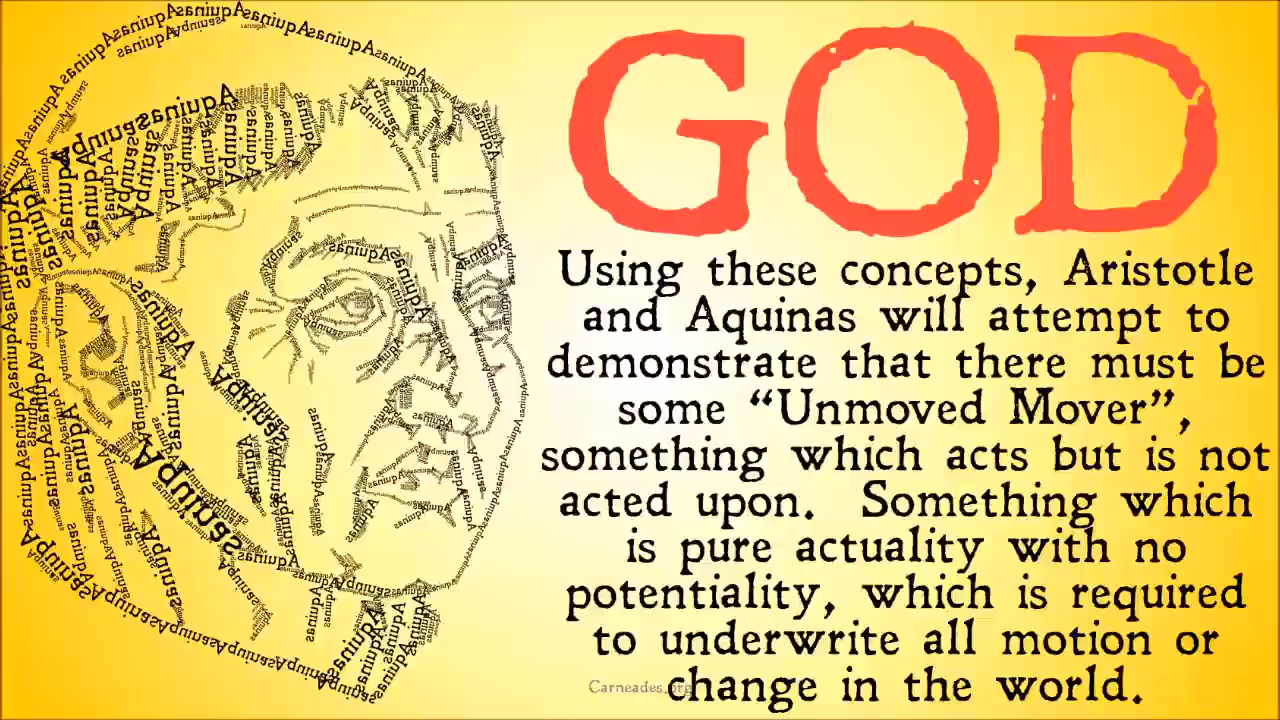 GOD
Using these concepts, Aristotle
and Aquinas will attempt to
demonstrate that there must be
some “Unmoved Mover”,
something which acts but is not
acted upon. Something which
is pure actuality with no
potentiality, which is required
to underwrite all motion or
change in the world.
Carneades.org
Aquinas